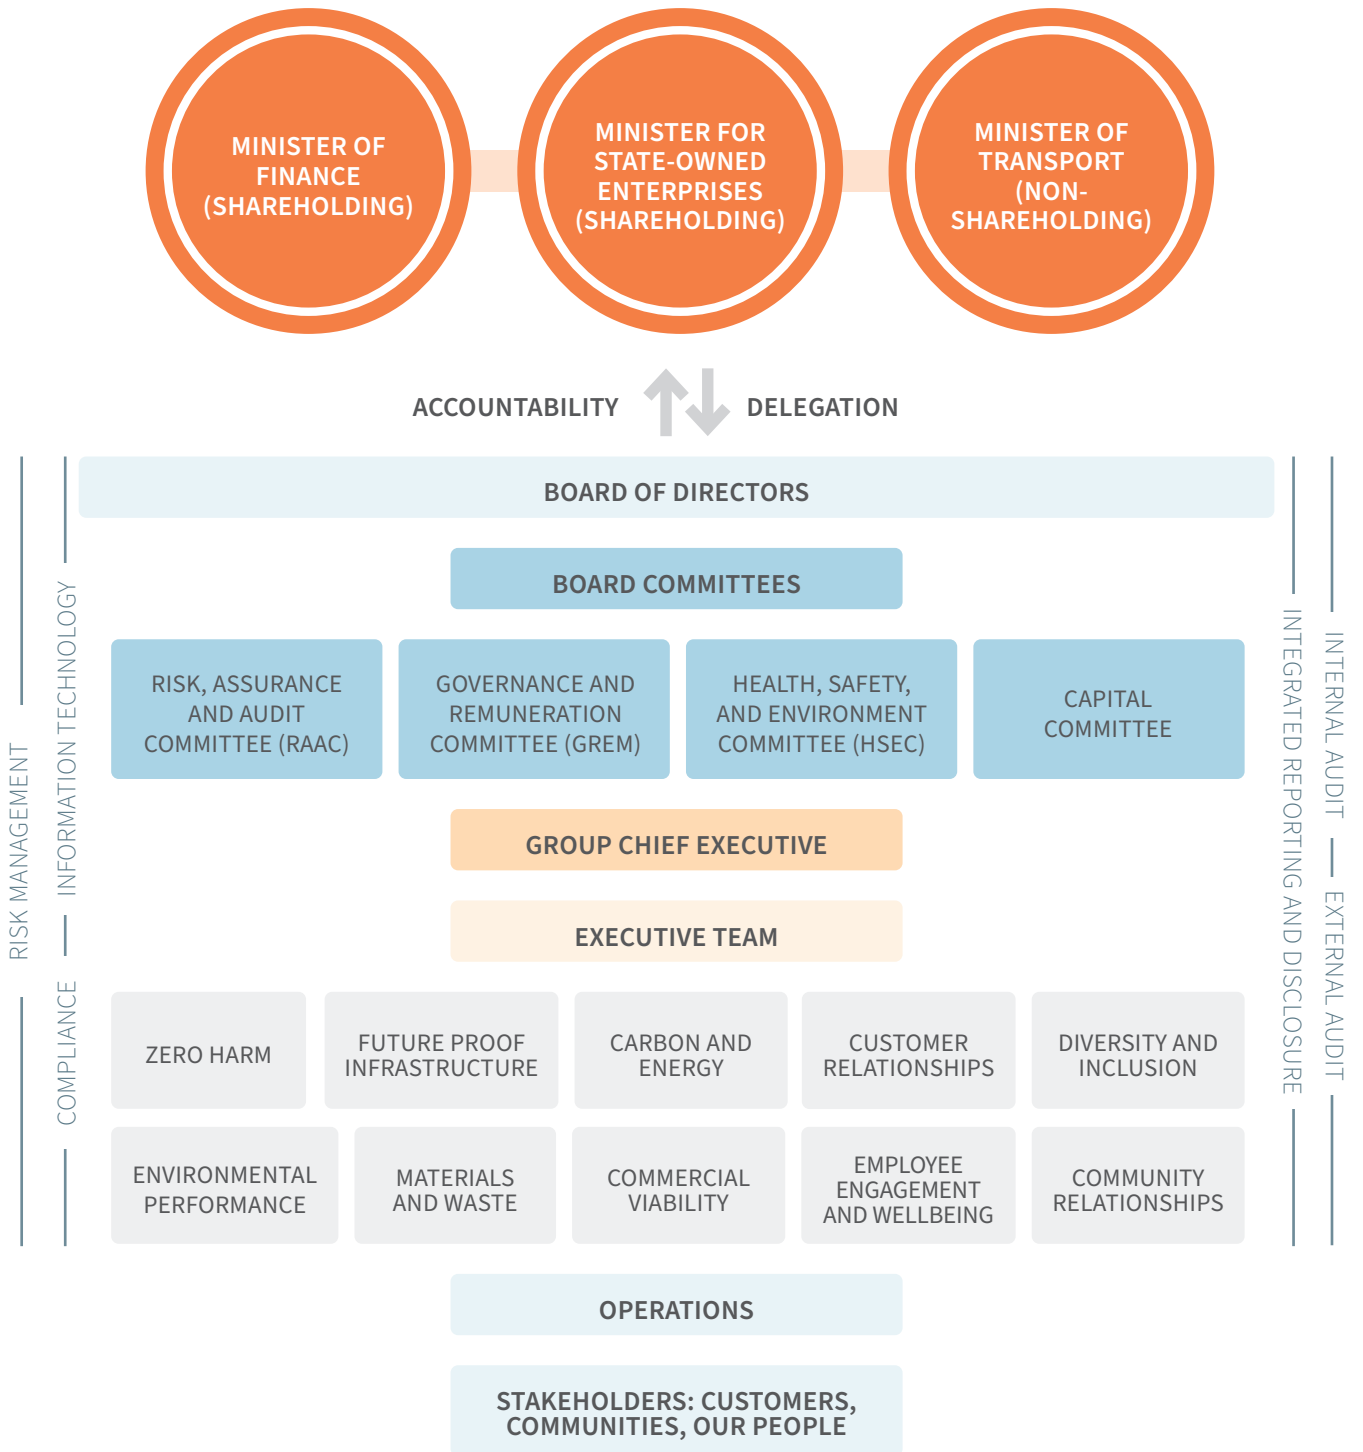 MINISTER OF
FINANCE
(SHAREHOLDING)
MINISTER FOR
STATE-OWNED
ENTERPRISES
(SHAREHOLDING)
MINISTER OF
TRANSPORT
(NON-
SHAREHOLDING)
ACCOUNTABILITY
DELEGATION
BOARD OF DIRECTORS
BOARD COMMITTEES
RISK, ASSURANCE
AND AUDIT
COMMITTEE (RAAC)
GOVERNANCE AND
REMUNERATION
COMMITTEE (GREM)
HEALTH, SAFETY,
AND ENVIRONMENT
COMMITTEE (HSEC)
CAPITAL
COMMITTEE
GROUP CHIEF EXECUTIVE
EXECUTIVE TEAM
ZERO HARM
FUTURE PROOF
INFRASTRUCTURE
CARBON AND
ENERGY
CUSTOMER
RELATIONSHIPS
DIVERSITY AND
INCLUSION
ENVIRONMENTAL
PERFORMANCE
MATERIALS
AND WASTE
COMMERCIAL
VIABILITY
EMPLOYEE
ENGAGEMENT
AND WELLBEING
COMMUNITY
RELATIONSHIPS
OPERATIONS
STAKEHOLDERS: CUSTOMERS,
COMMUNITIES, OUR PEOPLE
RISK MANAGEMENT
COMPLIANCE
INFORMATION TECHNOLOGY
INTEGRATED REPORTING AND DISCLOSURE
INTERNAL AUDIT
EXTERNAL AUDIT